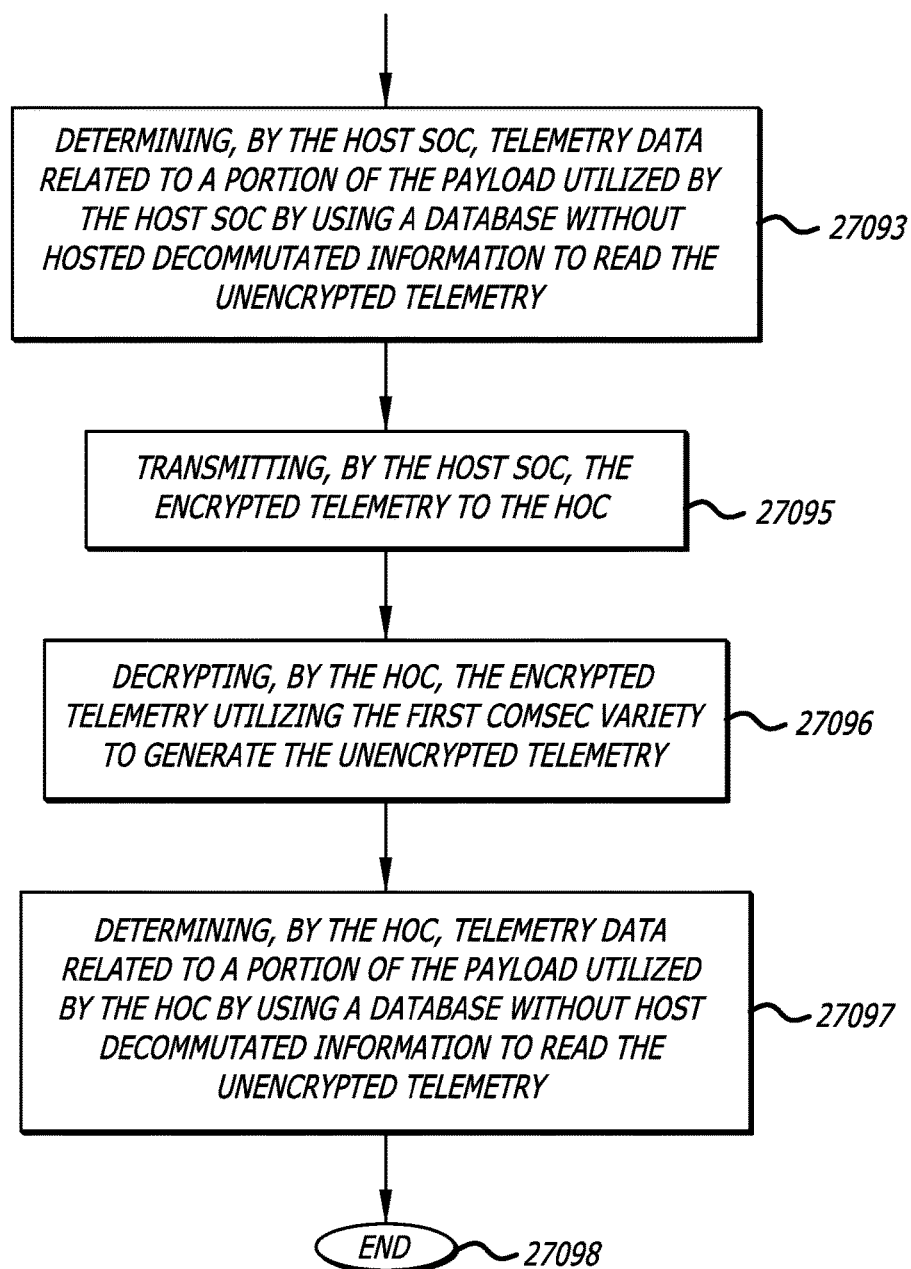 DETERMINING, BY THE HOST SOC, TELEMETRY DATA
RELATED TO A PORTION OF THE PAYLOAD UTILIZED BY
THE HOST SOC BY USING A DATABASE WITHOUT
HOSTED DECOMMUTATED INFORMATION TO READ THE
UNENCRYPTED TELEMETRY
27093
TRANSMITTING, BY THE HOST SOC, THE
ENCRYPTED TELEMETRY TO THE HOC
27095
DECRYPTING, BY THE HOC, THE ENCRYPTED
TELEMETRY UTILIZING THE FIRST COMSEC VARIETY
TO GENERATE THE UNENCRYPTED TELEMETRY
27096
DETERMINING, BY THE HOC, TELEMETRY DATA
RELATED TO A PORTION OF THE PAYLOAD UTILIZED
BY THE HOC BY USING A DATABASE WITHOUT HOST
DECOMMUTATED INFORMATION TO READ THE
UNENCRYPTED TELEMETRY
27097
END
27098